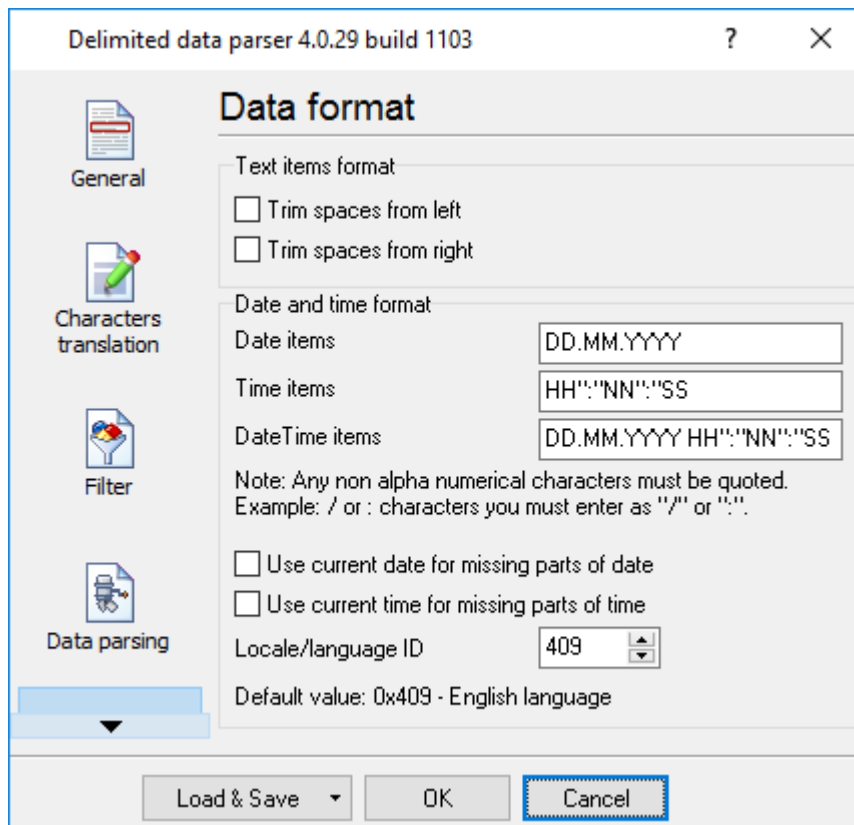 Delimited data parser 4.0.29 build 1103
?
General
Characters
translation
Filter
Data parsing
Data format
Text items format
Trim spaces from left
Trim spaces from right
Date and time format
Date items
DD.MM.YYYY
Time items
HH":"NN":"SS
DateTime items
DD.MM.YYYY HH":"NN":"SS
Note: Any non alpha numerical characters must be quoted.
Example: / or : characters you must enter as "/" or ":".
Use current date for missing parts of date
Use current time for missing parts of time
Locale/language ID
409
Default value: 0x409 - English language
Load & Save
OK
Cancel